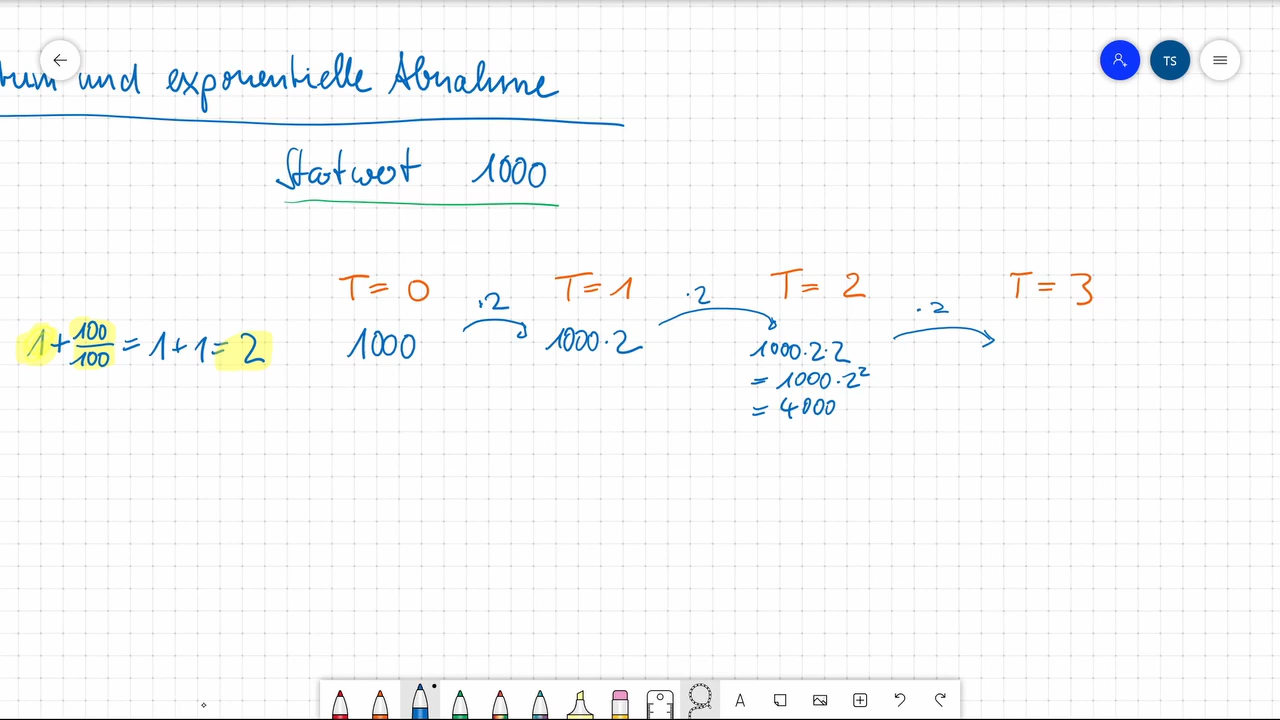 tum und exponentielle Abnahme
Startwert 1000
T = 0 ·2 T = 1 ·2 T = 2 ·2 T = 3
1 + 100/100 = 1 + 1 = 2 1000 1000·2 1000·2·2
= 1000·2²
= 4000
TS
A